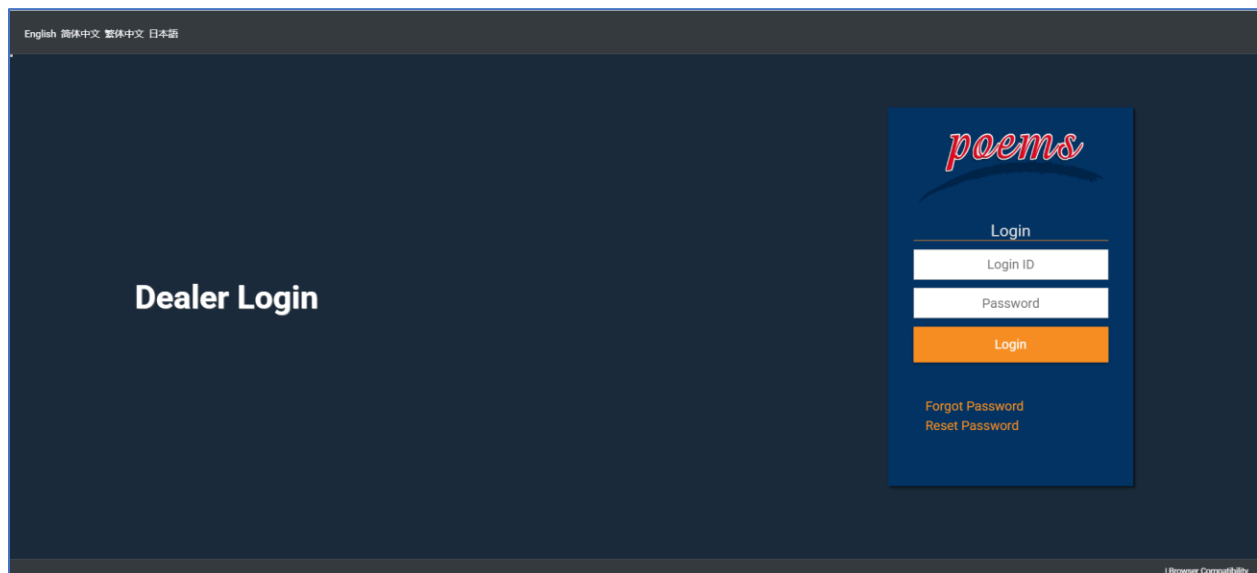 English 简体中文 繁体中文 日本語
poems
Login
Login ID
Dealer Login
Password
Login
Forgot Password
Reset Password
| Browser Compatibility